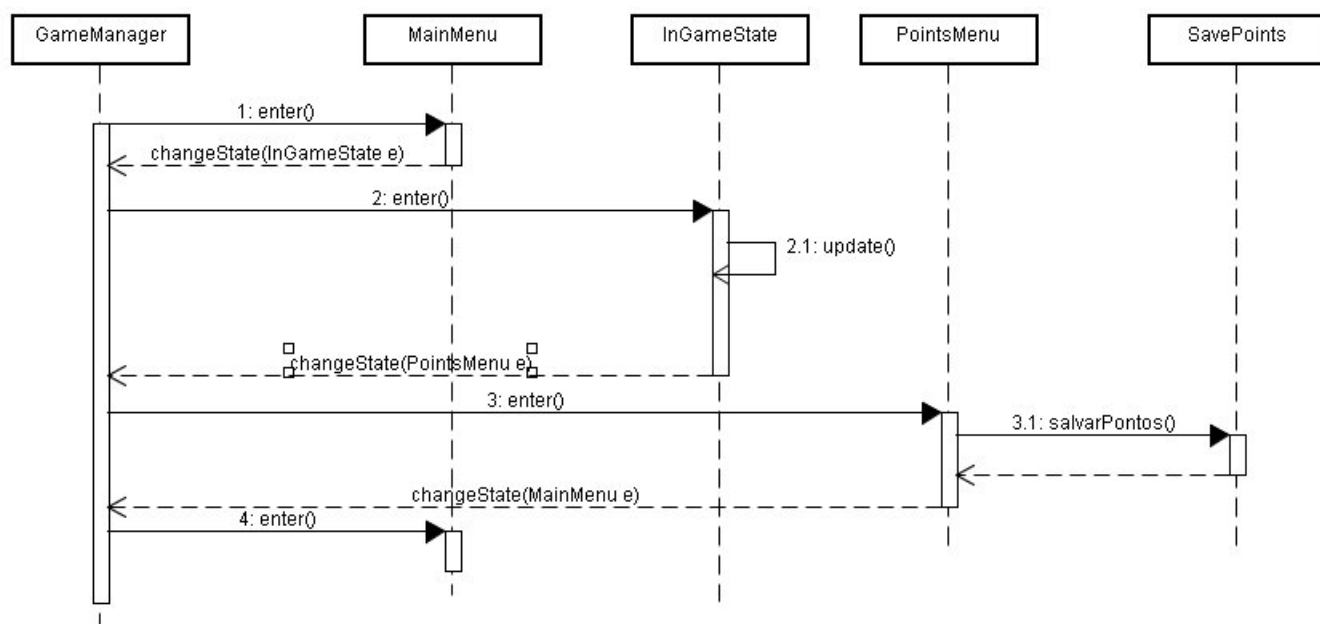 GameManager
MainMenu
InGameState
PointsMenu
SavePoints
1: enter()
changeState(InGameState e)
2: enter()
2.1: update()
changeState(PointsMenu e)
3: enter()
3.1: salvarPontos()
changeState(MainMenu e)
4: enter()